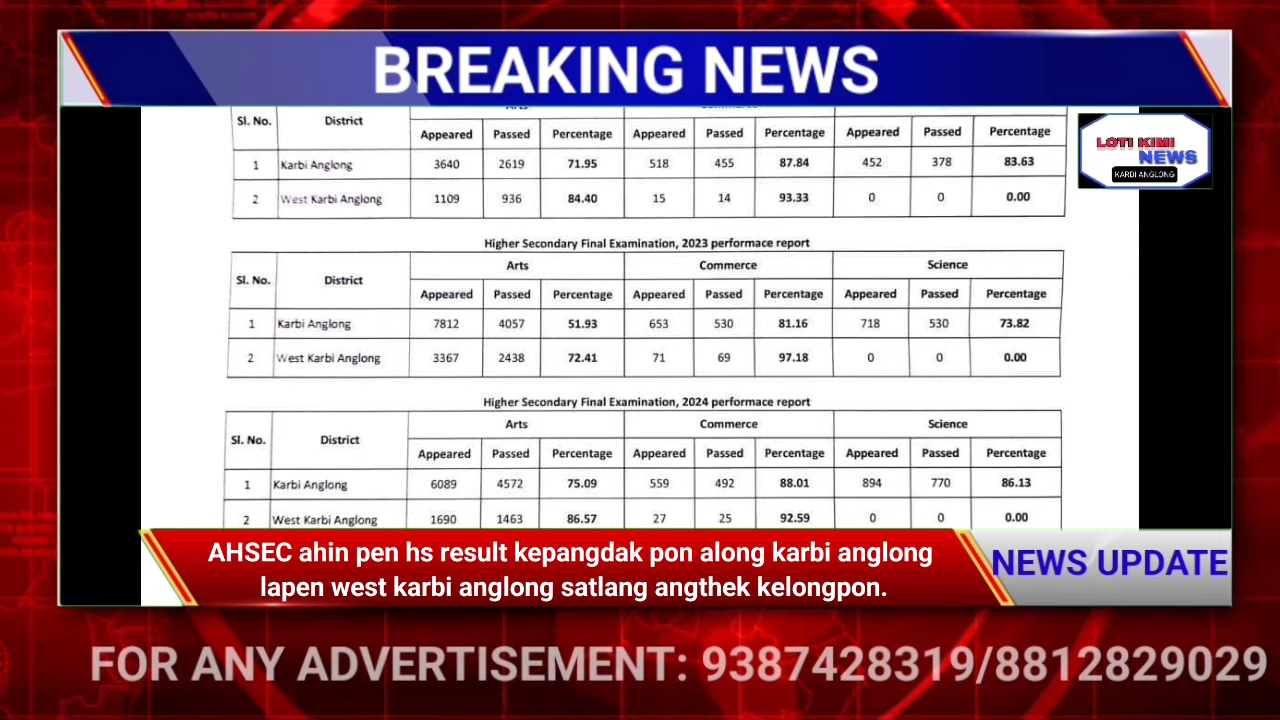 BREAKING NEWS
Arts Commerce
Sl. No. District Appeared Passed Percentage Appeared Passed Percentage Appeared Passed Percentage
1 Karbi Anglong 3640 2619 71.95 518 455 87.84 452 378 83.63
2 West Karbi Anglong 1109 936 84.40 15 14 93.33 0 0 0.00
LOTI KIMI
NEWS
KARBI ANGLONG
Higher Secondary Final Examination, 2023 performace report
Arts Commerce Science
Sl. No. District Appeared Passed Percentage Appeared Passed Percentage Appeared Passed Percentage
1 Karbi Anglong 7812 4057 51.93 653 530 81.16 718 530 73.82
2 West Karbi Anglong 3367 2438 72.41 71 69 97.18 0 0 0.00
Higher Secondary Final Examination, 2024 performace report
Arts Commerce Science
Sl. No. District Appeared Passed Percentage Appeared Passed Percentage Appeared Passed Percentage
1 Karbi Anglong 6089 4572 75.09 559 492 88.01 894 770 86.13
2 West Karbi Anglong 1690 1463 86.57 27 25 92.59 0 0 0.00
AHSEC ahin pen hs result kepangdak pon along karbi anglong
lapen west karbi anglong satlang angthek kelongpon.
NEWS UPDATE
FOR ANY ADVERTISEMENT: 9387428319/8812829029